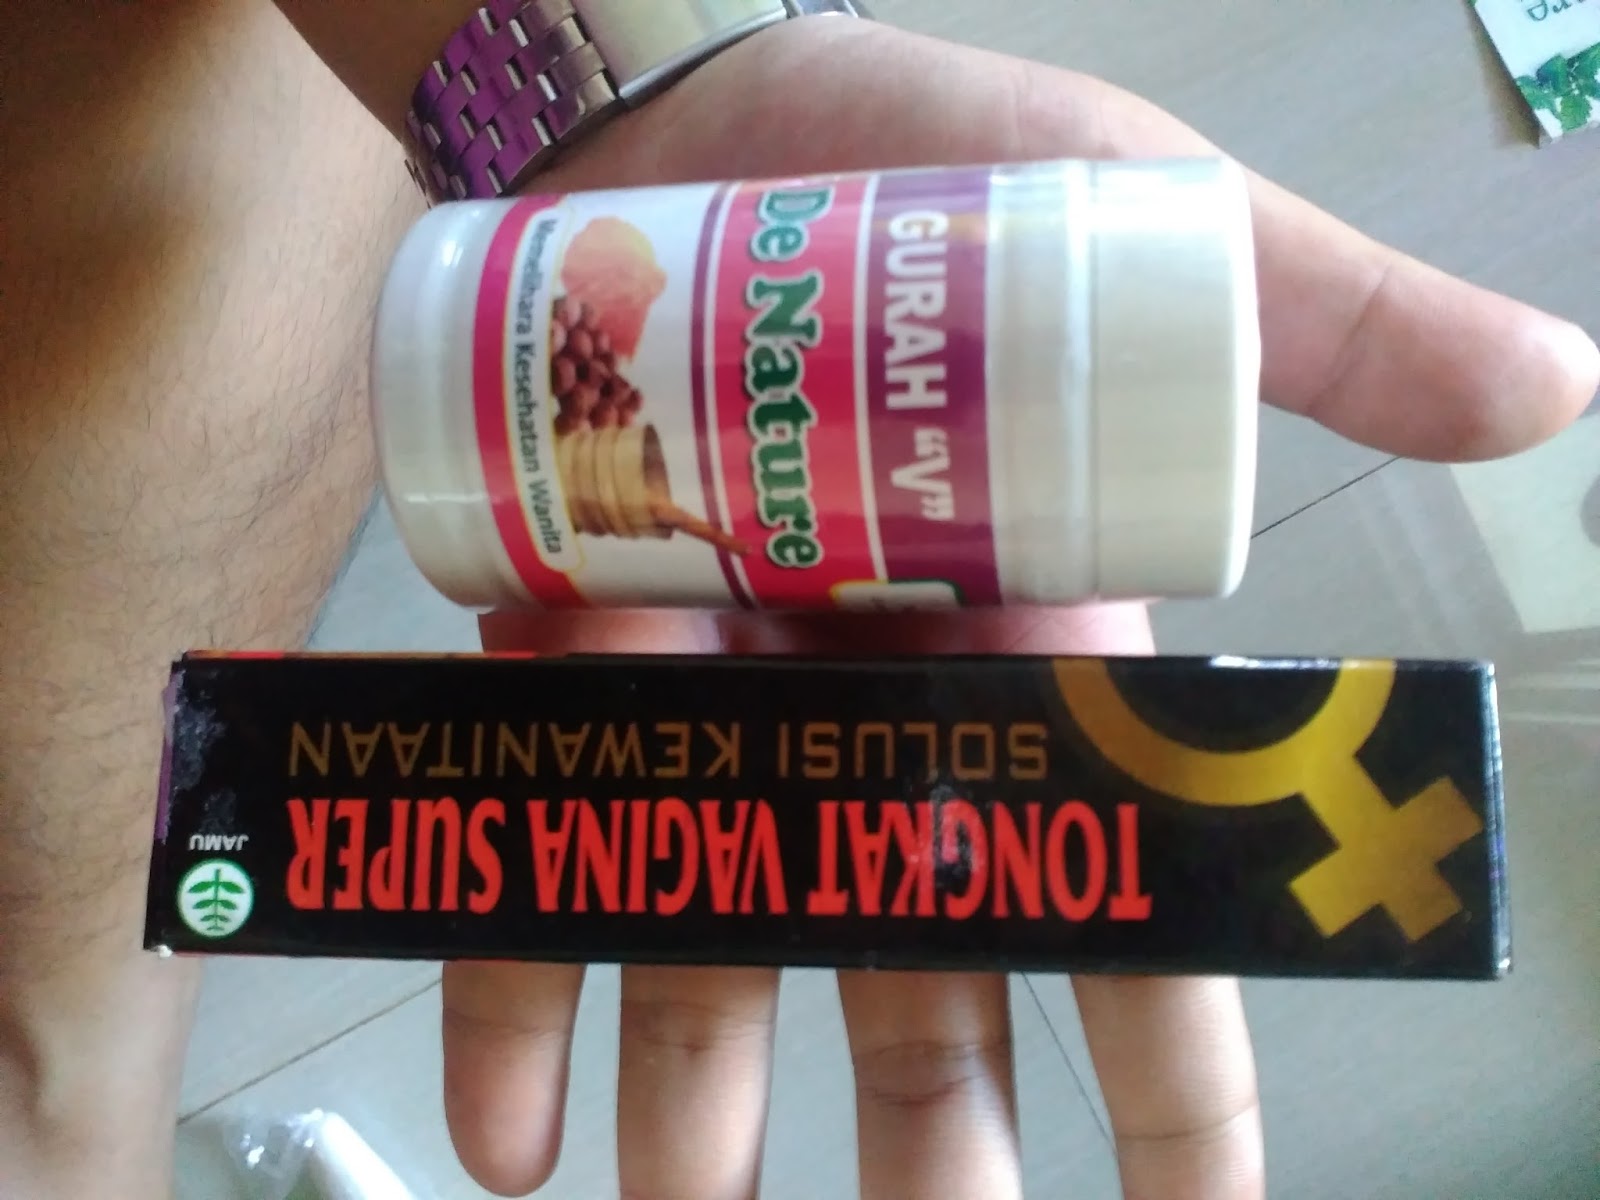 GURAH "V"
De Nature
Memelihara Kesehatan Wanita
TONGKAT VAGINA SUPER
SOLUSI KEWANITAAN
JAMU